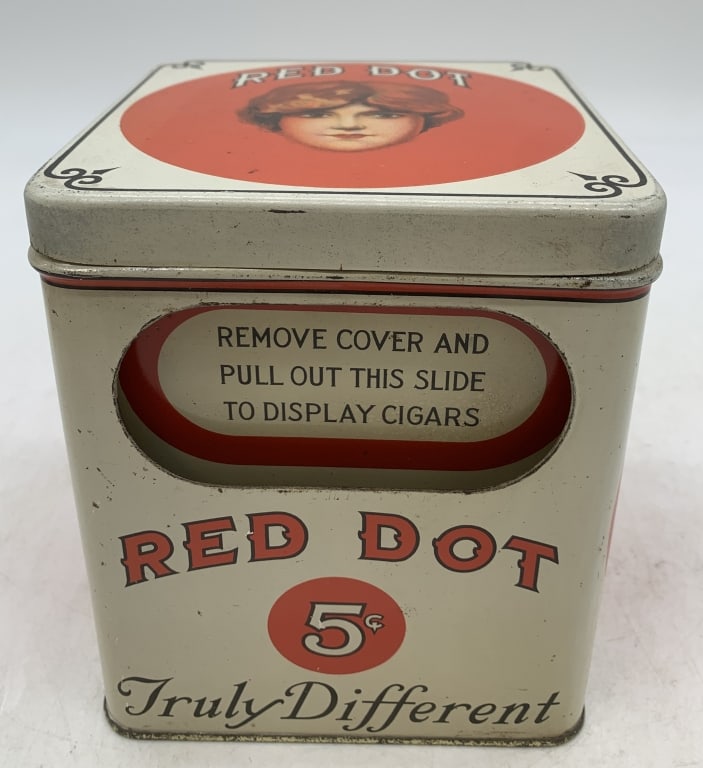 RED DOT
REMOVE COVER AND
PULL OUT THIS SLIDE
TO DISPLAY CIGARS
RED DOT
5¢
Truly Different